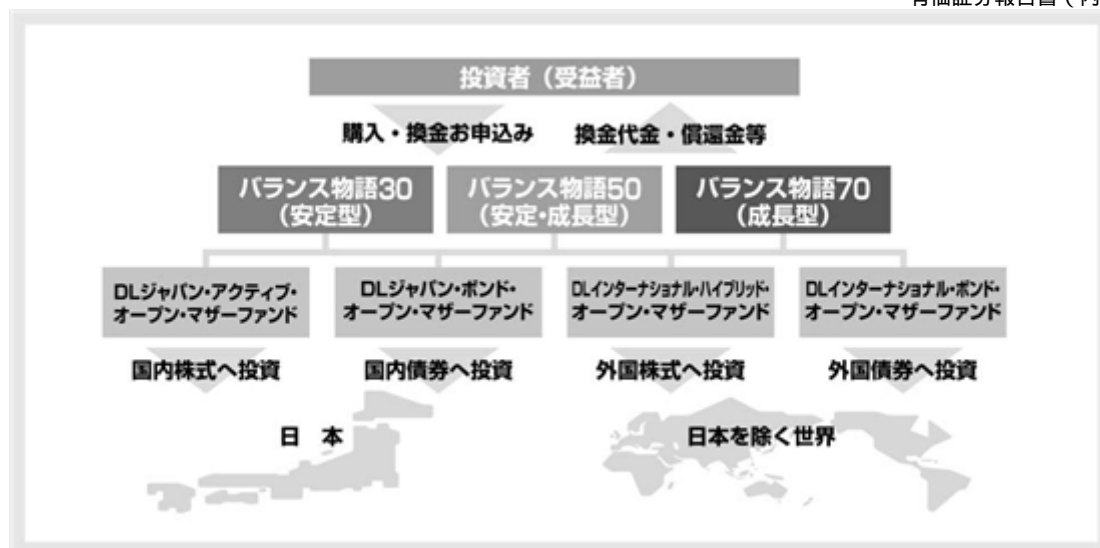 投資者（受益者）
購入・換金お申込み
換金代金・償還金等
バランス物語30
（安定型）
バランス物語50
（安定・成長型）
バランス物語70
（成長型）
DLジャパン・アクティブ・
オープン・マザーファンド
DLジャパン・ボンド・
オープン・マザーファンド
DLインターナショナル・ハイブリッド・
オープン・マザーファンド
DLインターナショナル・ボンド・
オープン・マザーファンド
国内株式へ投資
国内債券へ投資
外国株式へ投資
外国債券へ投資
日　本
日本を除く世界